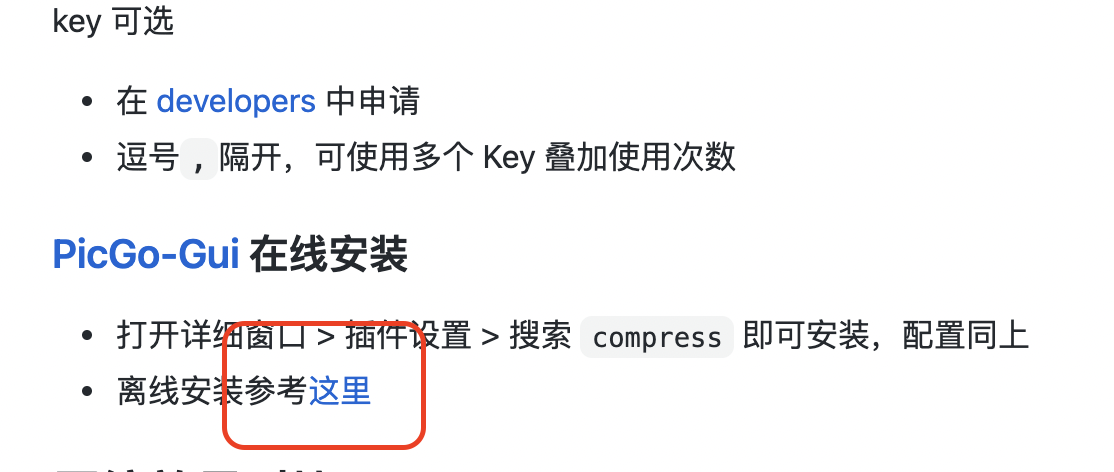 key 可选
在 developers 中申请
逗号 , 隔开，可使用多个 Key 叠加使用次数
PicGo-Gui 在线安装
打开详细窗口 > 插件设置 > 搜索 compress 即可安装，配置同上
离线安装参考这里